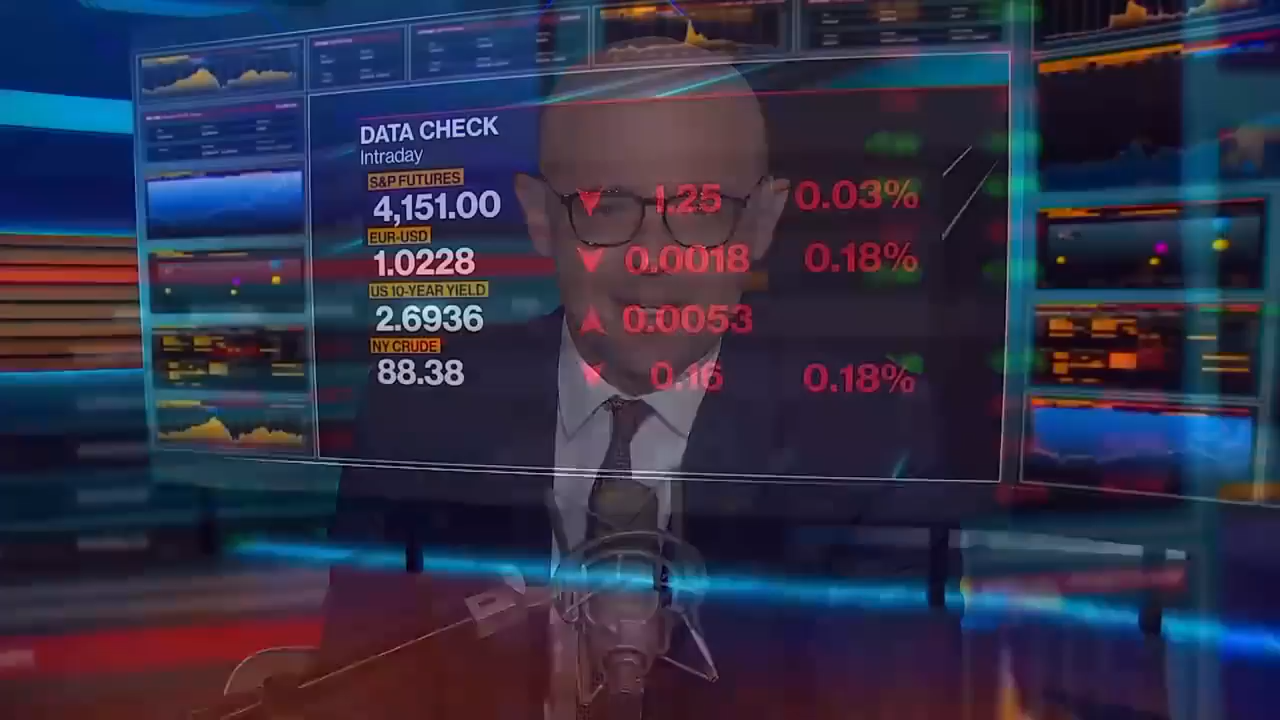 DATA CHECK
Intraday
S&P FUTURES
4,151.00 ▼ 1.25 0.03%
EUR-USD
1.0228 ▼ 0.0018 0.18%
US 10-YEAR YIELD
2.6936 ▲ 0.0053
NY CRUDE
88.38 ▼ 0.16 0.18%